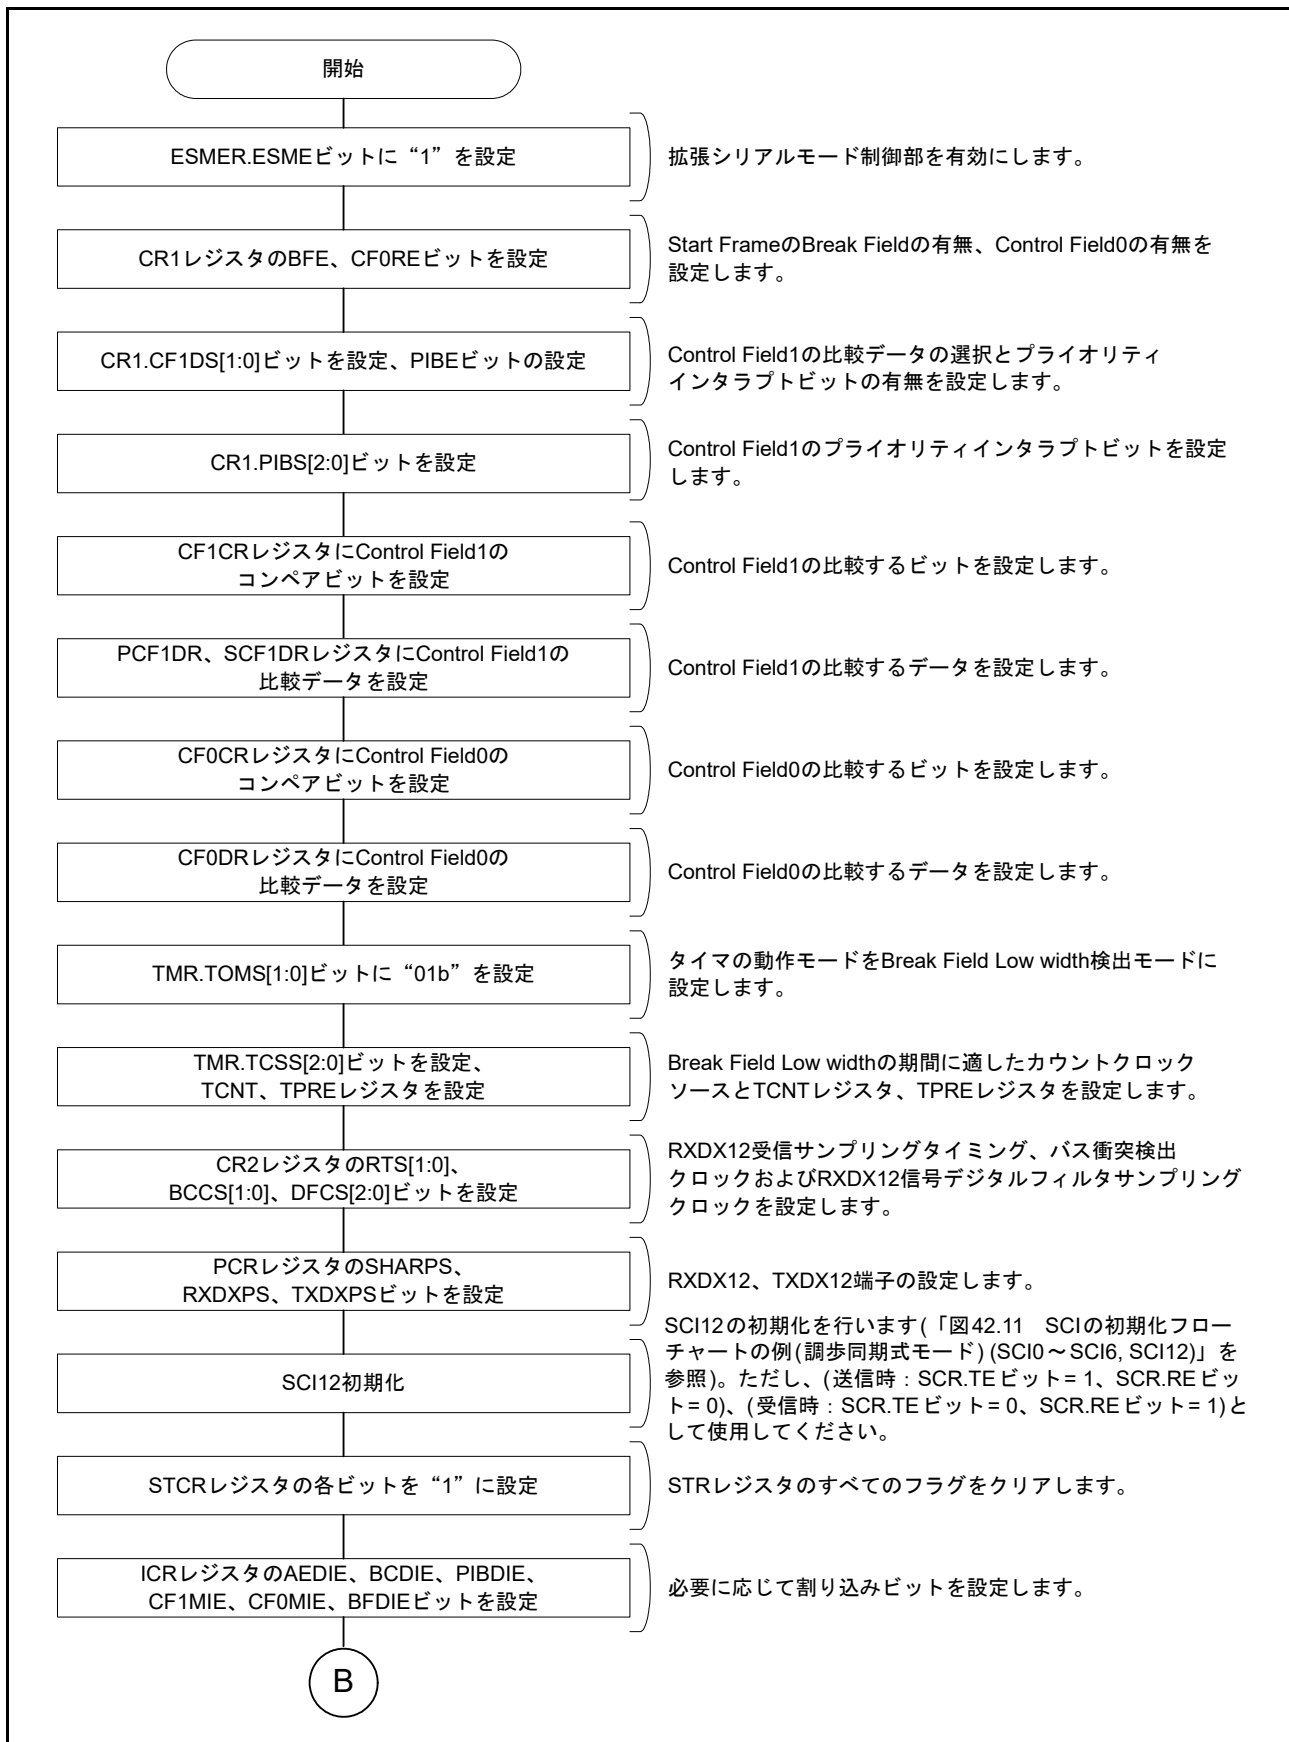 開始
ESMER.ESMEビットに“1”を設定
拡張シリアルモード制御部を有効にします。
CR1レジスタのBFE、CF0REビットを設定
Start FrameのBreak Fieldの有無、Control Field0の有無を
設定します。
CR1.CF1DS[1:0]ビットを設定、PIBEビットの設定
Control Field1の比較データの選択とプライオリティ
インタラプトビットの有無を設定します。
CR1.PIBS[2:0]ビットを設定
Control Field1のプライオリティインタラプトビットを設定
します。
CF1CRレジスタにControl Field1の
コンペアビットを設定
Control Field1の比較するビットを設定します。
PCF1DR、SCF1DRレジスタにControl Field1の
比較データを設定
Control Field1の比較するデータを設定します。
CF0CRレジスタにControl Field0の
コンペアビットを設定
Control Field0の比較するビットを設定します。
CF0DRレジスタにControl Field0の
比較データを設定
Control Field0の比較するデータを設定します。
TMR.TOMS[1:0]ビットに“01b”を設定
タイマの動作モードをBreak Field Low width検出モードに
設定します。
TMR.TCSS[2:0]ビットを設定、
TCNT、TPREレジスタを設定
Break Field Low widthの期間に適したカウントクロック
ソースとTCNTレジスタ、TPREレジスタを設定します。
CR2レジスタのRTS[1:0]、
BCCS[1:0]、DFCS[2:0]ビットを設定
RXDX12受信サンプリングタイミング、バス衝突検出
クロックおよびRXDX12信号デジタルフィルタサンプリング
クロックを設定します。
PCRレジスタのSHARPS、
RXDXPS、TXDXPSビットを設定
RXDX12、TXDX12端子の設定します。
SCI12初期化
SCI12の初期化を行います(「図42.11　SCIの初期化フロー
チャートの例(調歩同期式モード) (SCI0～SCI6, SCI12)」を
参照)。ただし、(送信時：SCR.TEビット= 1、SCR.REビッ
ト= 0)、(受信時：SCR.TEビット= 0、SCR.REビット= 1)と
して使用してください。
STCRレジスタの各ビットを“1”に設定
STRレジスタのすべてのフラグをクリアします。
ICRレジスタのAEDIE、BCDIE、PIBDIE、
CF1MIE、CF0MIE、BFDIEビットを設定
必要に応じて割り込みビットを設定します。
B